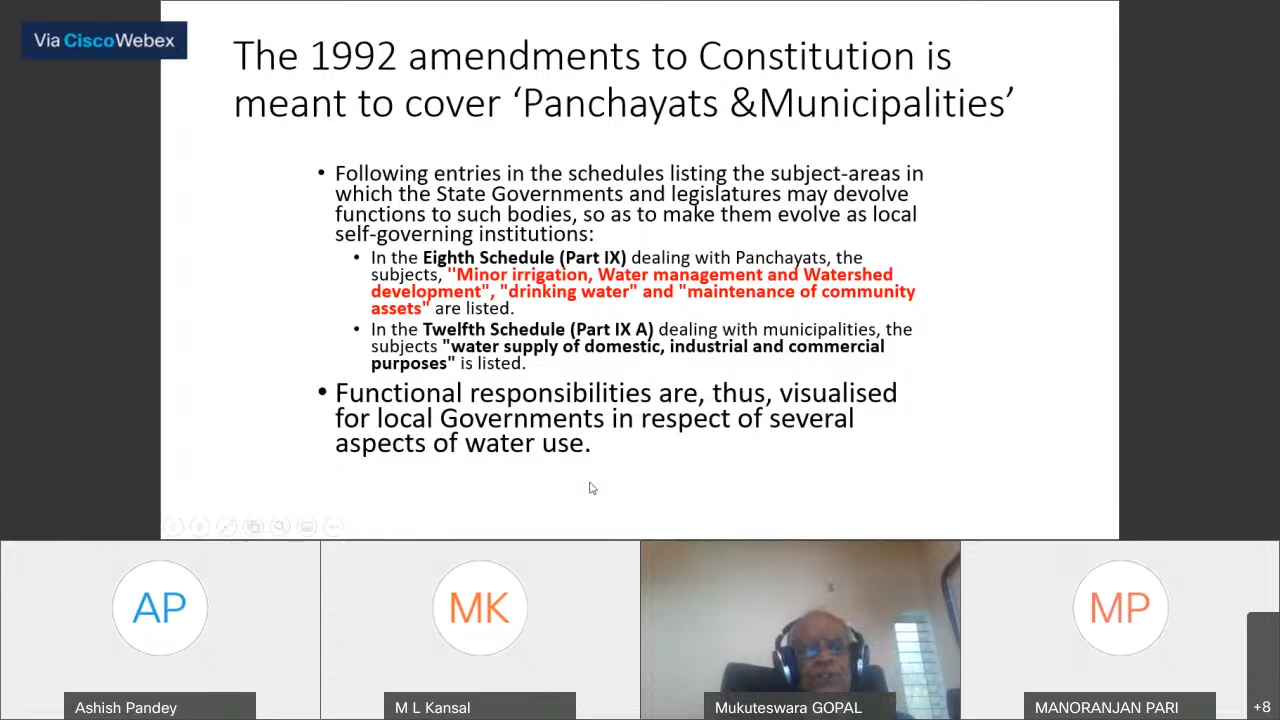 Via CiscoWebex
The 1992 amendments to Constitution is
meant to cover ‘Panchayats &Municipalities’
• Following entries in the schedules listing the subject-areas in
which the State Governments and legislatures may devolve
functions to such bodies, so as to make them evolve as local
self-governing institutions:
• In the Eighth Schedule (Part IX) dealing with Panchayats, the
subjects, "Minor irrigation, Water management and Watershed
development", "drinking water" and "maintenance of community
assets" are listed.
• In the Twelfth Schedule (Part IX A) dealing with municipalities, the
subjects "water supply of domestic, industrial and commercial
purposes" is listed.
• Functional responsibilities are, thus, visualised
for local Governments in respect of several
aspects of water use.
AP
MK
MP
Ashish Pandey
M L Kansal
Mukuteswara GOPAL
MANORANJAN PARI
+8